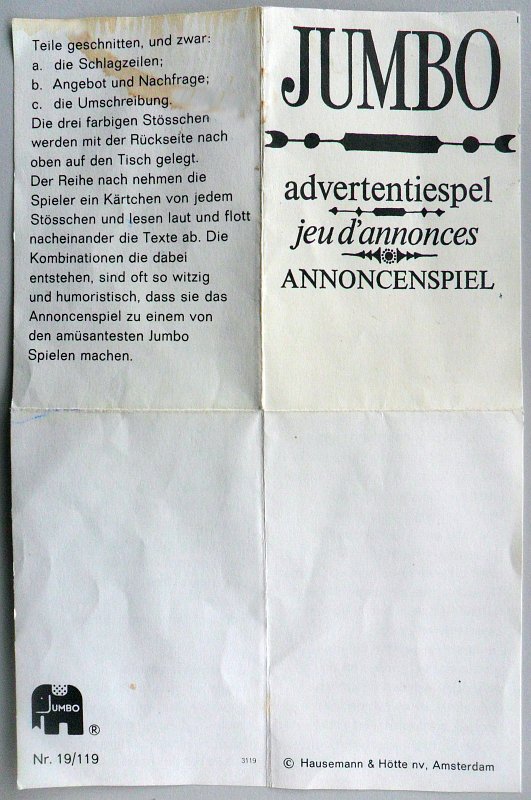 Teile geschnitten, und zwar:
a. die Schlagzeilen;
b. Angebot und Nachfrage;
c. die Umschreibung.
Die drei farbigen Stösschen
werden mit der Rückseite nach
oben auf den Tisch gelegt.
Der Reihe nach nehmen die
Spieler ein Kärtchen von jedem
Stösschen und lesen laut und flott
nacheinander die Texte ab. Die
Kombinationen die dabei
entstehen, sind oft so witzig
und humoristisch, dass sie das
Annoncenspiel zu einem von
den amüsantesten Jumbo
Spielen machen.
JUMBO
advertentiespel
jeu d'annonces
ANNONCENSPIEL
JUMBO
®
Nr. 19/119
3119
© Hausemann & Hötte nv, Amsterdam